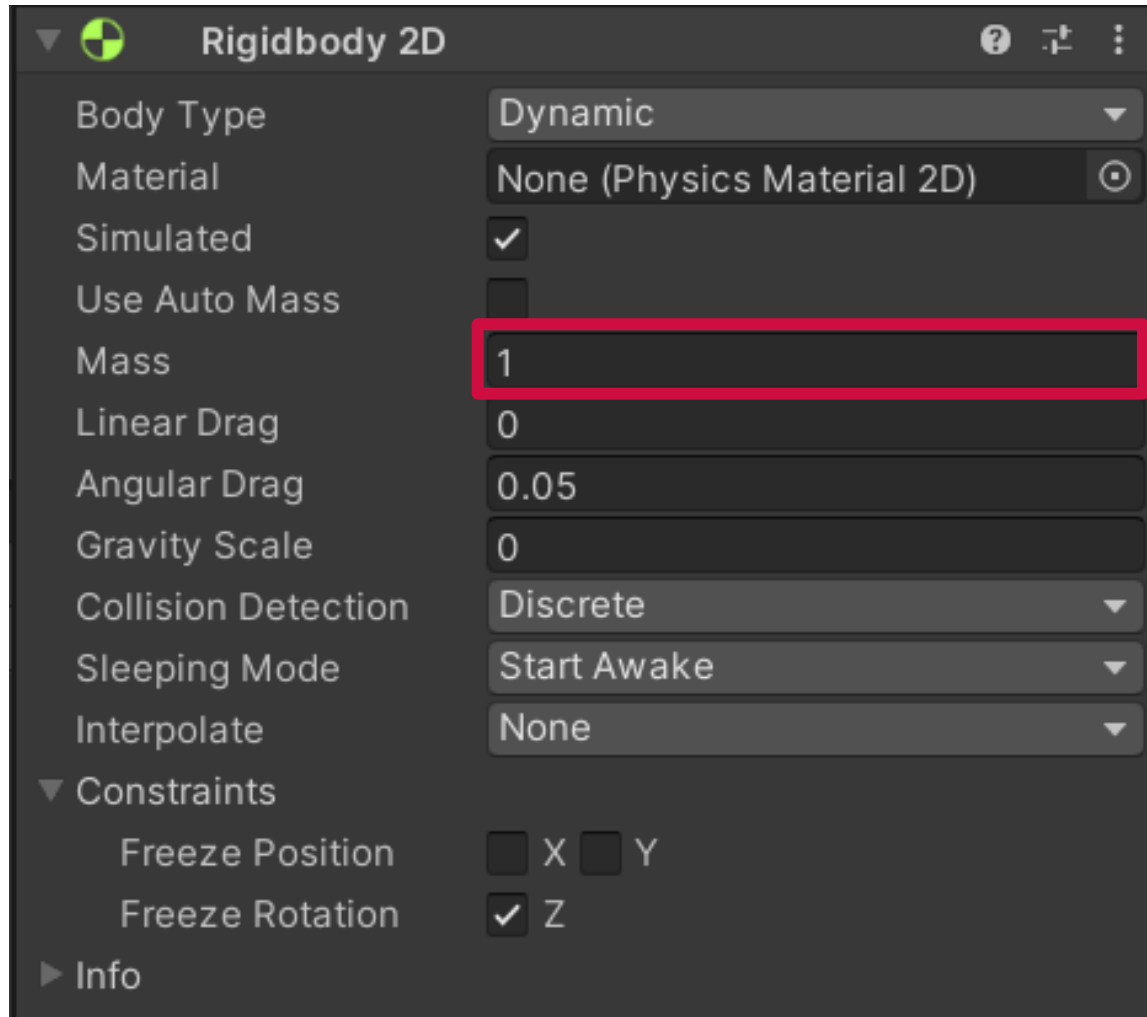 Rigidbody 2D
Body Type Dynamic
Material None (Physics Material 2D)
Simulated
Use Auto Mass
Mass 1
Linear Drag 0
Angular Drag 0.05
Gravity Scale 0
Collision Detection Discrete
Sleeping Mode Start Awake
Interpolate None
Constraints
Freeze Position X Y
Freeze Rotation Z
Info